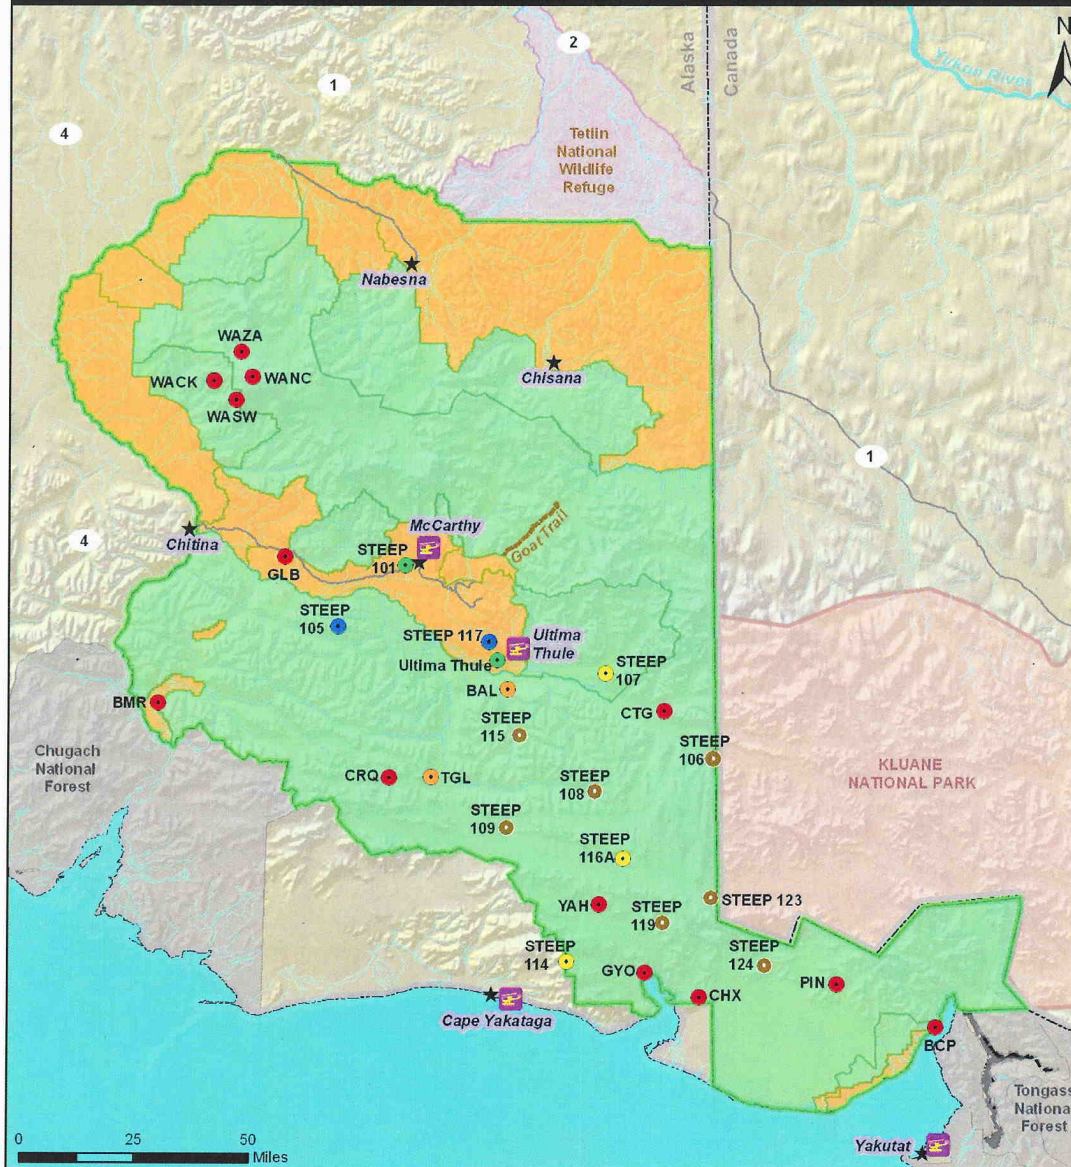 N
2
Alaska
Canada
Yukon River
1
4
Tetlin
National
Wildlife
Refuge
Nabesna
WAZA
WACK
WANC
WASW
Chisana
1
4
Chitina
McCarthy
Goat Trail
STEEP
101
GLB
STEEP
105
STEEP 117
Ultima
Thule
Ultima Thule
STEEP
107
BAL
BMR
CTG
STEEP
115
STEEP
106
Chugach
National
Forest
KLUANE
NATIONAL PARK
CRQ
TGL
STEEP
108
STEEP
109
STEEP
116A
YAH
STEEP 123
STEEP
119
STEEP
114
STEEP
124
GYO
PIN
CHX
Cape Yakataga
BCP
Tongass
National
Forest
Yakutat
0
25
50
Miles